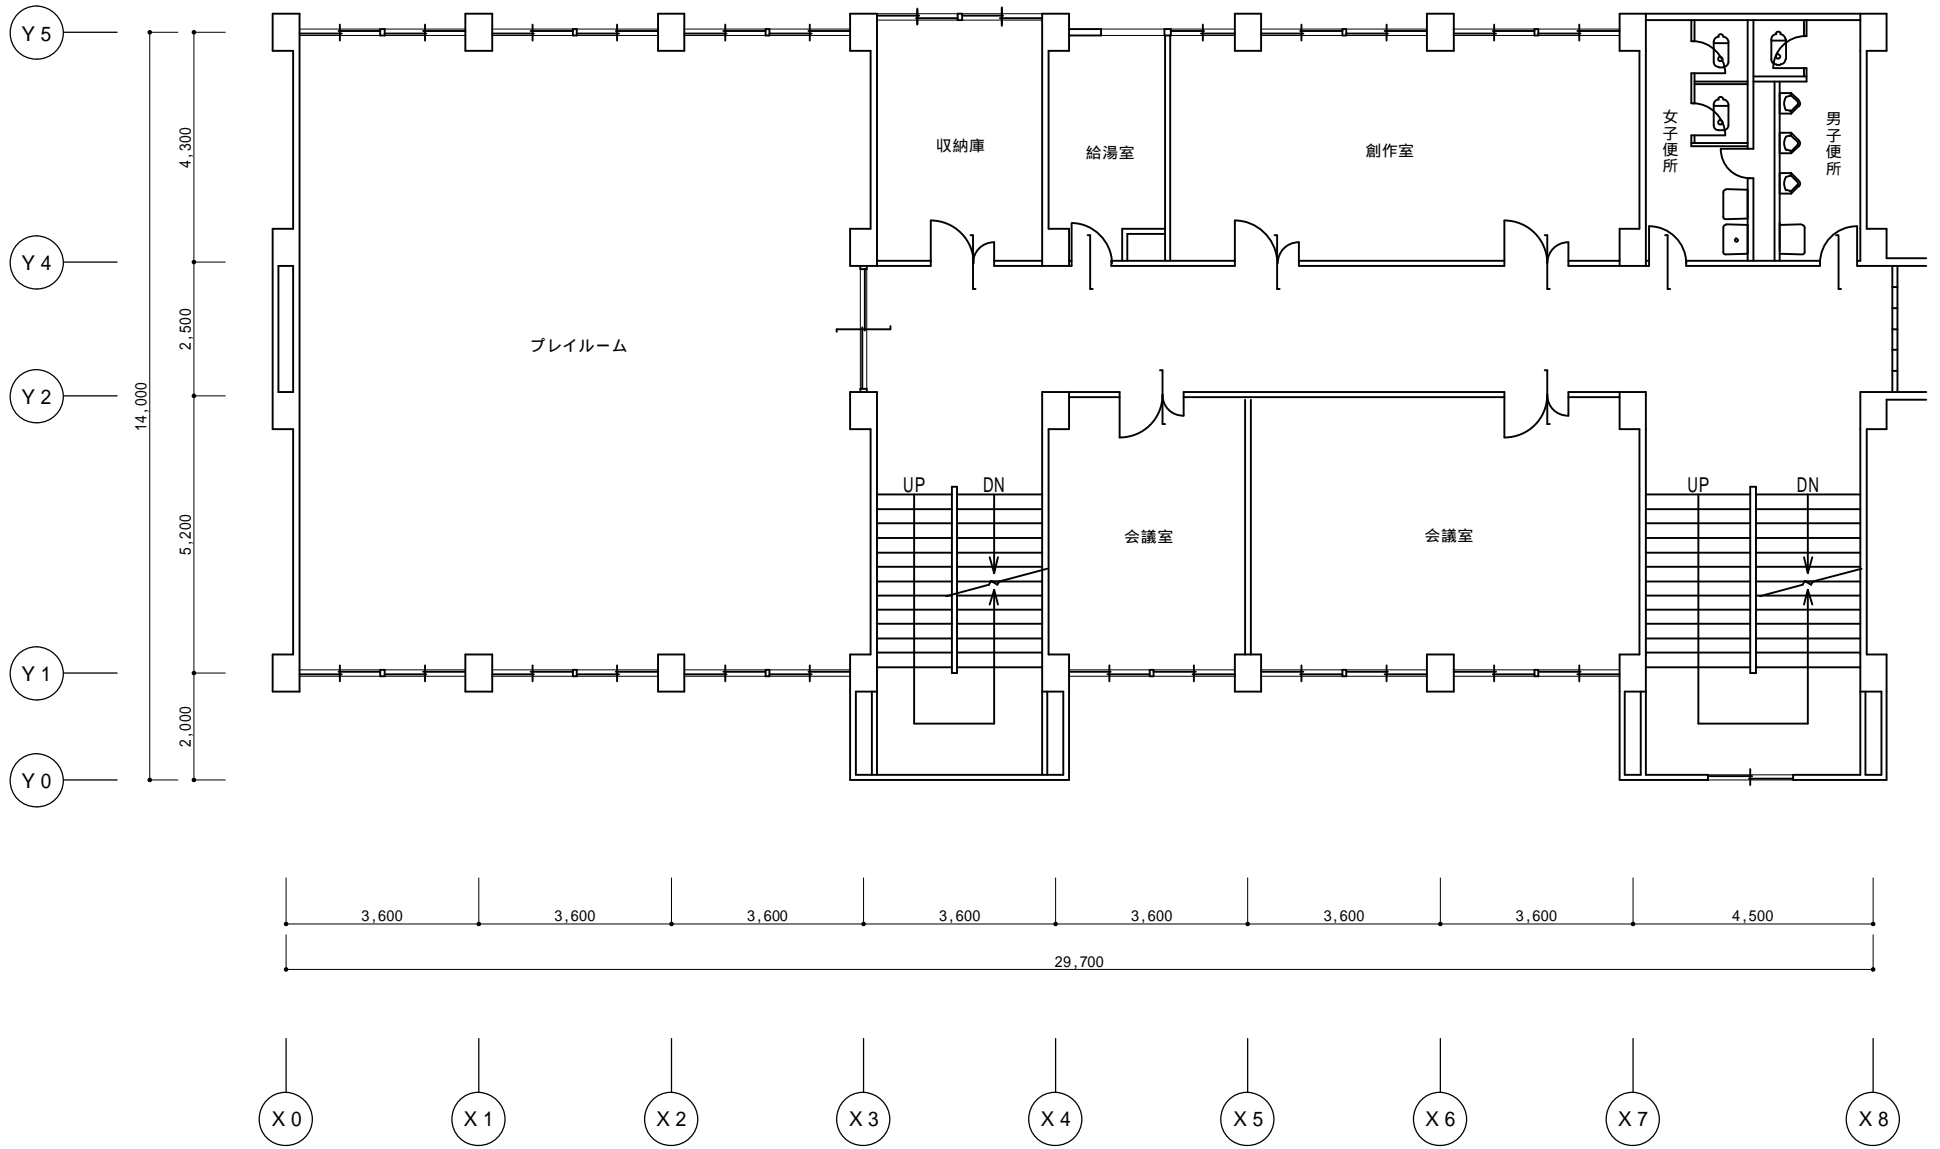 Y5
4,300
収納庫
給湯室
創作室
女子便所
男子便所
Y4
2,500
プレイルーム
Y2
14,000
UP
DN
UP
DN
5,200
会議室
会議室
Y1
2,000
Y0
3,600
3,600
3,600
3,600
3,600
3,600
3,600
4,500
29,700
X0
X1
X2
X3
X4
X5
X6
X7
X8